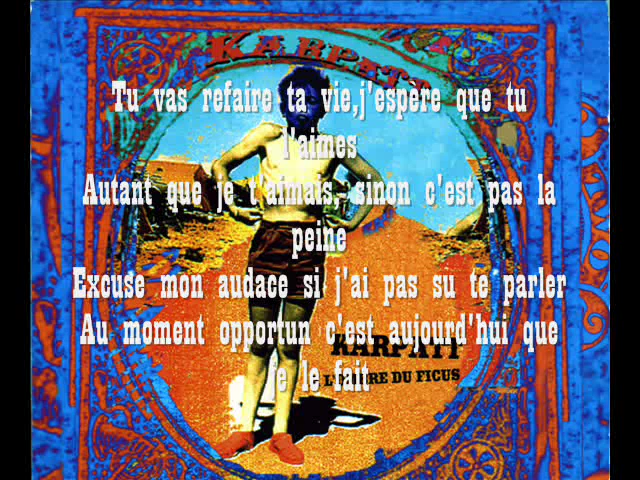 KARPATT
Tu vas refaire ta vie,j'espère que tu
l'aimes
Autant que je t'aimais, sinon c'est pas la
peine
Excuse mon audace si j'ai pas su te parler
Au moment opportun c'est aujourd'hui que
je le fait
KARPATT
DU FICUS